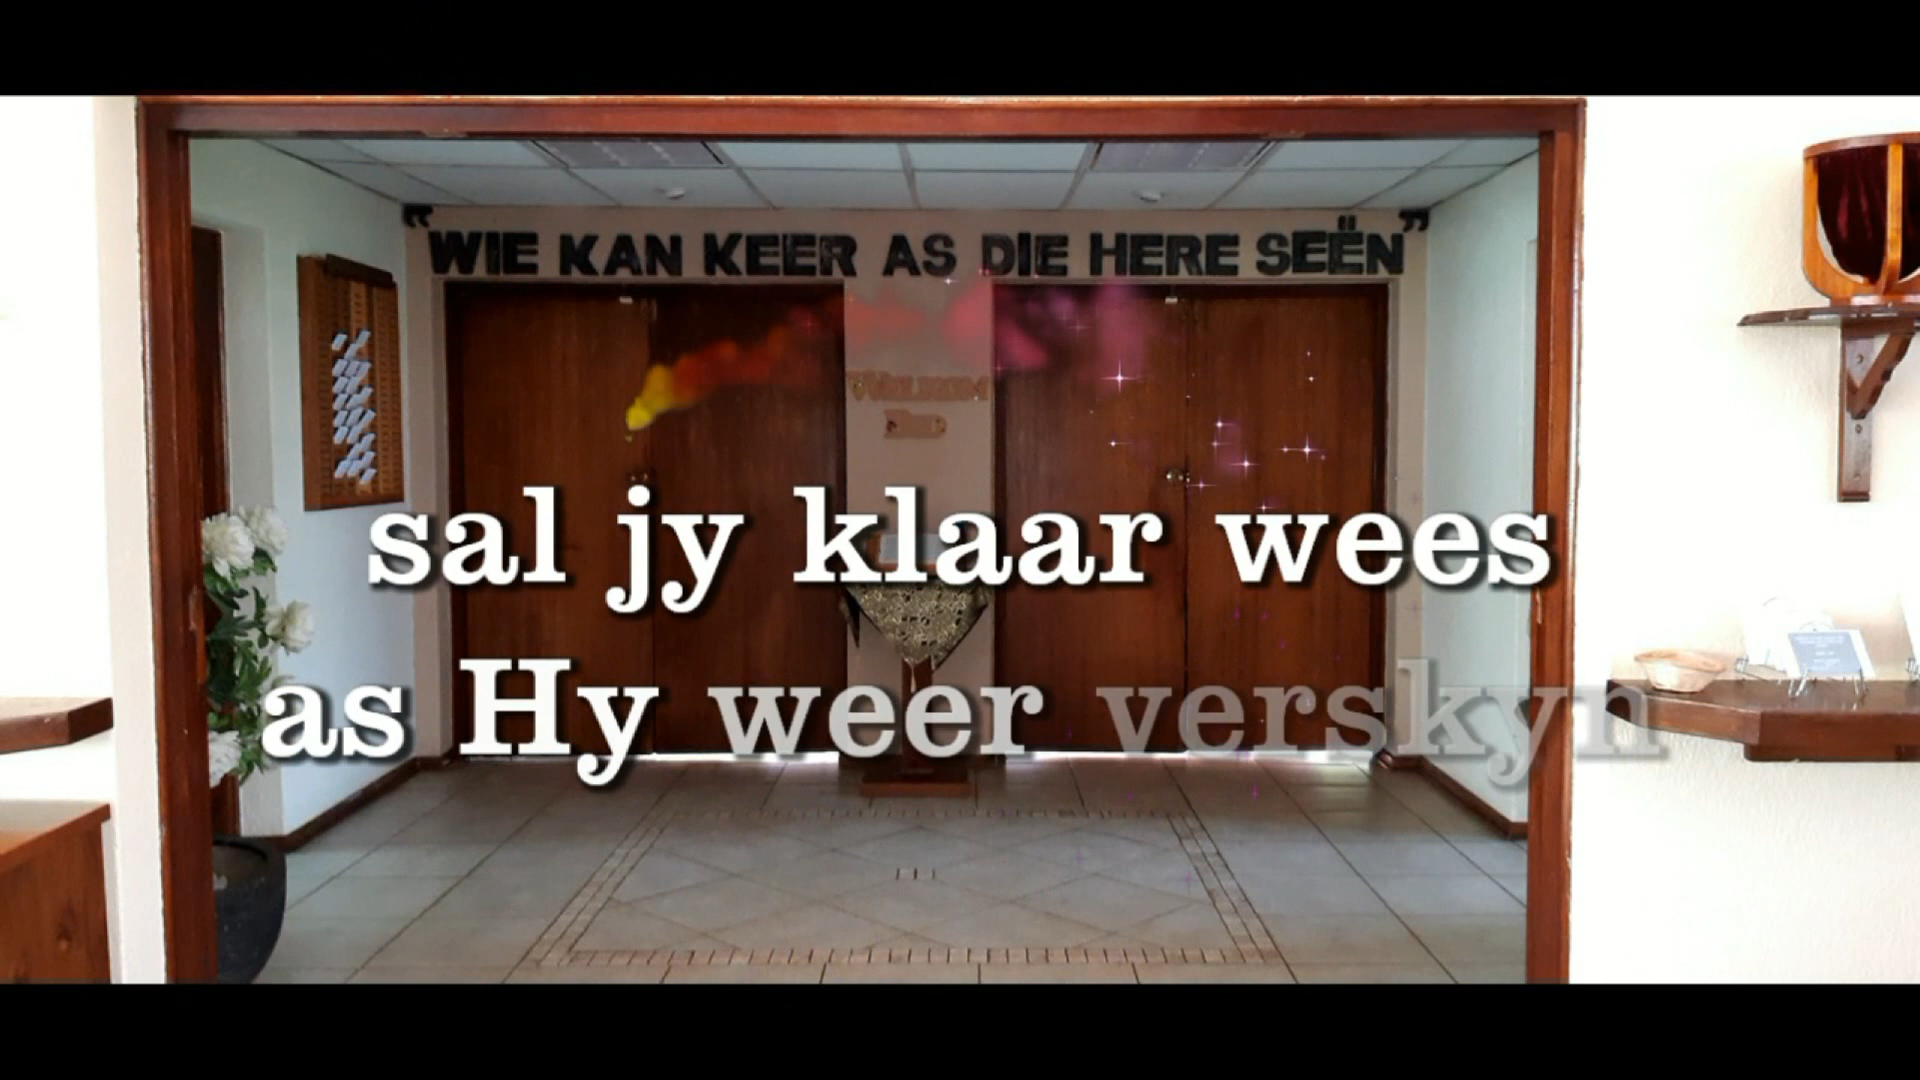 “WIE KAN KEER AS DIE HERE SEËN”
sal jy klaar wees
as Hy weer verskyn